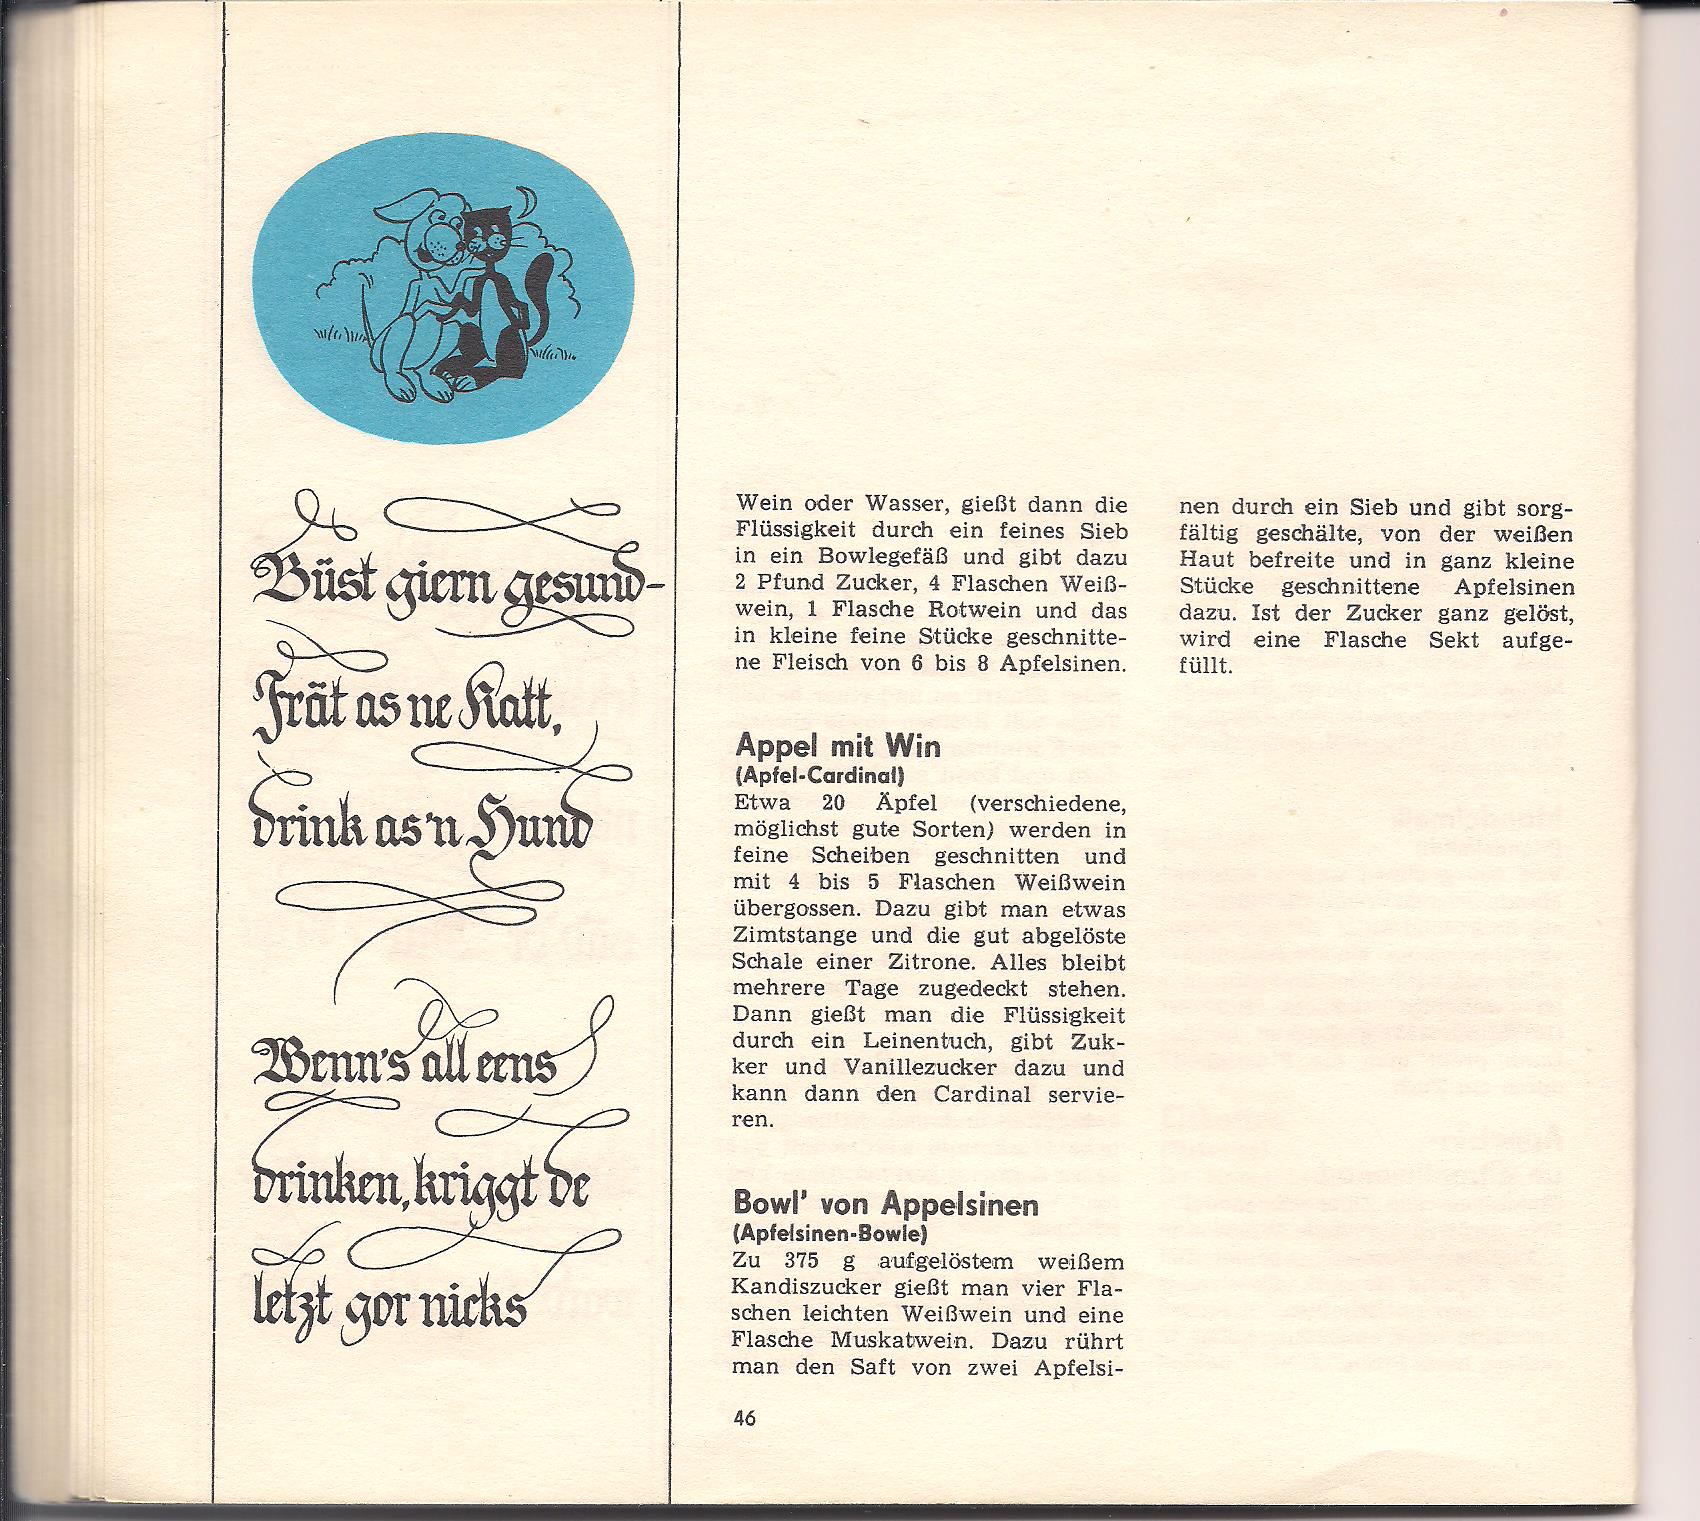 Büst giern gesund-
Frät as ne Katt,
drink as'n Hund
Wenn's all eens
drinken, kriggt de
letzt gor nicks
Wein oder Wasser, gießt dann die
Flüssigkeit durch ein feines Sieb
in ein Bowlegefäß und gibt dazu
2 Pfund Zucker, 4 Flaschen Weiß-
wein, 1 Flasche Rotwein und das
in kleine feine Stücke geschnitte-
ne Fleisch von 6 bis 8 Apfelsinen.
Appel mit Win
(Apfel-Cardinal)
Etwa 20 Äpfel (verschiedene,
möglichst gute Sorten) werden in
feine Scheiben geschnitten und
mit 4 bis 5 Flaschen Weißwein
übergossen. Dazu gibt man etwas
Zimtstange und die gut abgelöste
Schale einer Zitrone. Alles bleibt
mehrere Tage zugedeckt stehen.
Dann gießt man die Flüssigkeit
durch ein Leinentuch, gibt Zuk-
ker und Vanillezucker dazu und
kann dann den Cardinal servie-
ren.
Bowl' von Appelsinen
(Apfelsinen-Bowle)
Zu 375 g aufgelöstem weißem
Kandiszucker gießt man vier Fla-
schen leichten Weißwein und eine
Flasche Muskatwein. Dazu rührt
man den Saft von zwei Apfelsi-
nen durch ein Sieb und gibt sorg-
fältig geschälte, von der weißen
Haut befreite und in ganz kleine
Stücke geschnittene Apfelsinen
dazu. Ist der Zucker ganz gelöst,
wird eine Flasche Sekt aufge-
füllt.
46